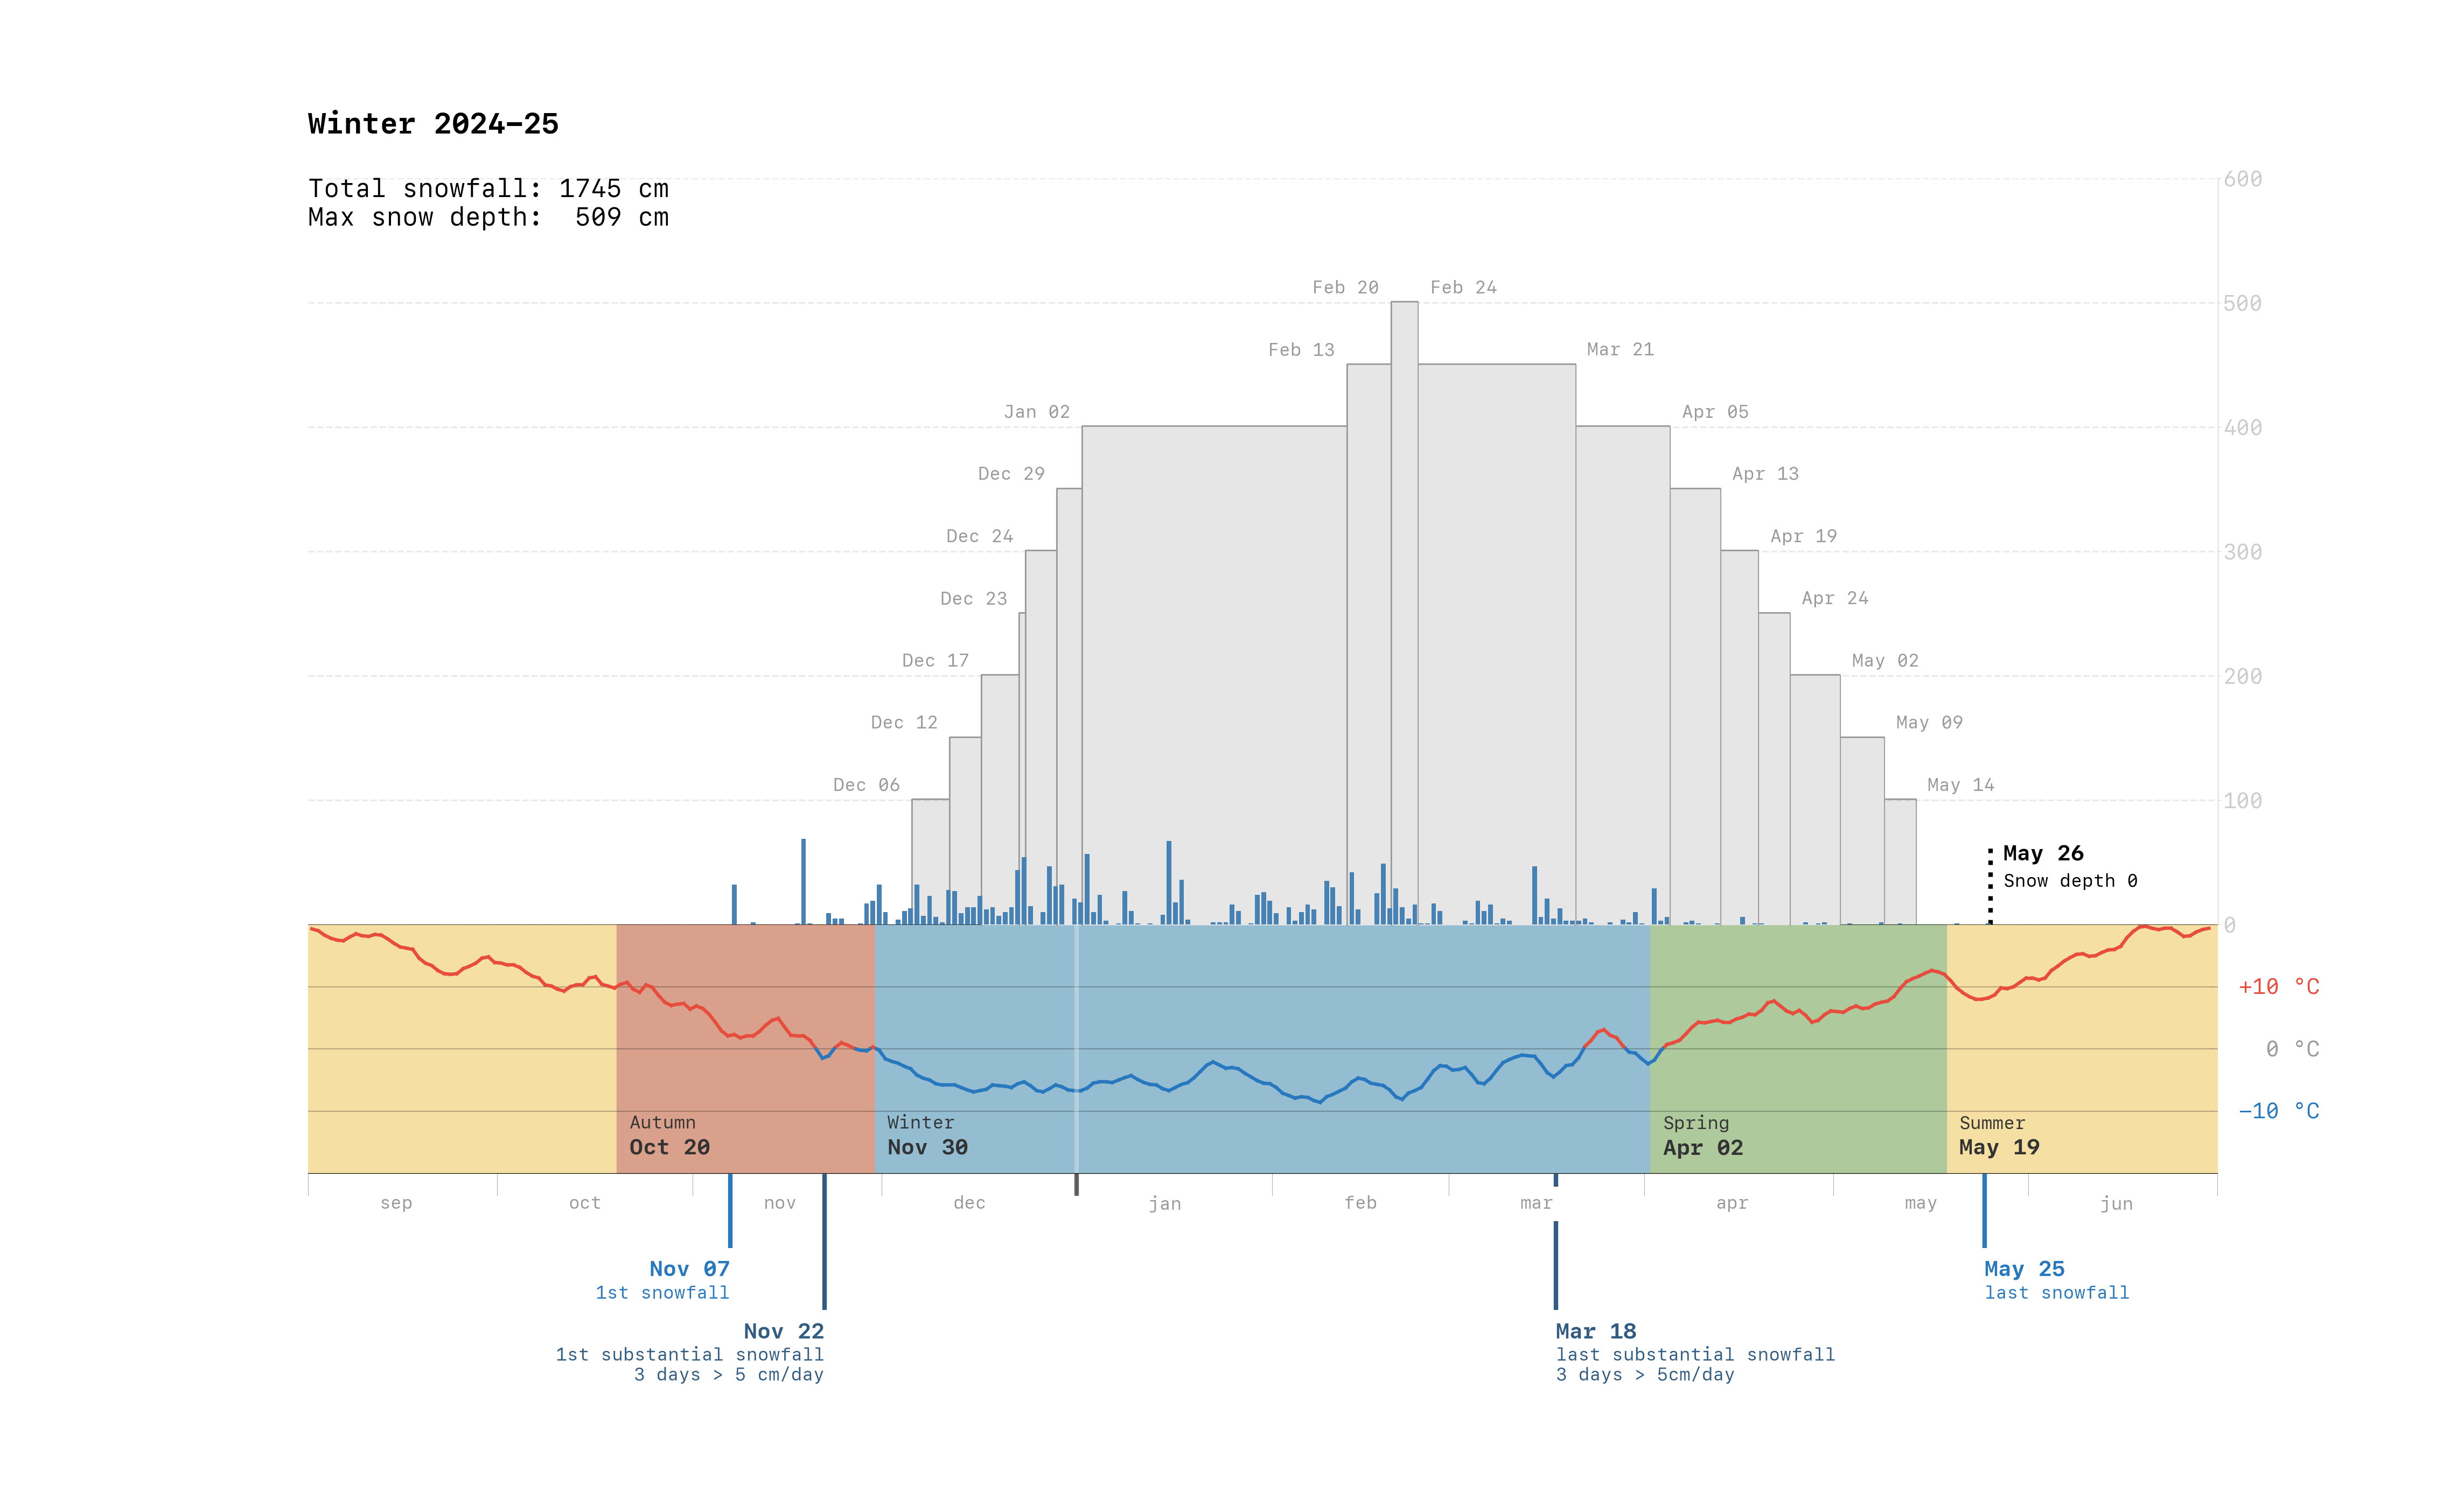 Winter 2024–25
Total snowfall: 1745 cm
Max snow depth: 509 cm
600
Feb 20 Feb 24
500
Feb 13 Mar 21
Jan 02 Apr 05
400
Dec 29 Apr 13
Dec 24 Apr 19
300
Dec 23 Apr 24
Dec 17 May 02
200
Dec 12 May 09
Dec 06 May 14
100
May 26
Snow depth 0
0
+10 °C
0 °C
−10 °C
Autumn Winter Spring Summer
Oct 20 Nov 30 Apr 02 May 19
sep oct nov dec jan feb mar apr may jun
Nov 07 May 25
1st snowfall last snowfall
Nov 22 Mar 18
1st substantial snowfall last substantial snowfall
3 days > 5 cm/day 3 days > 5cm/day